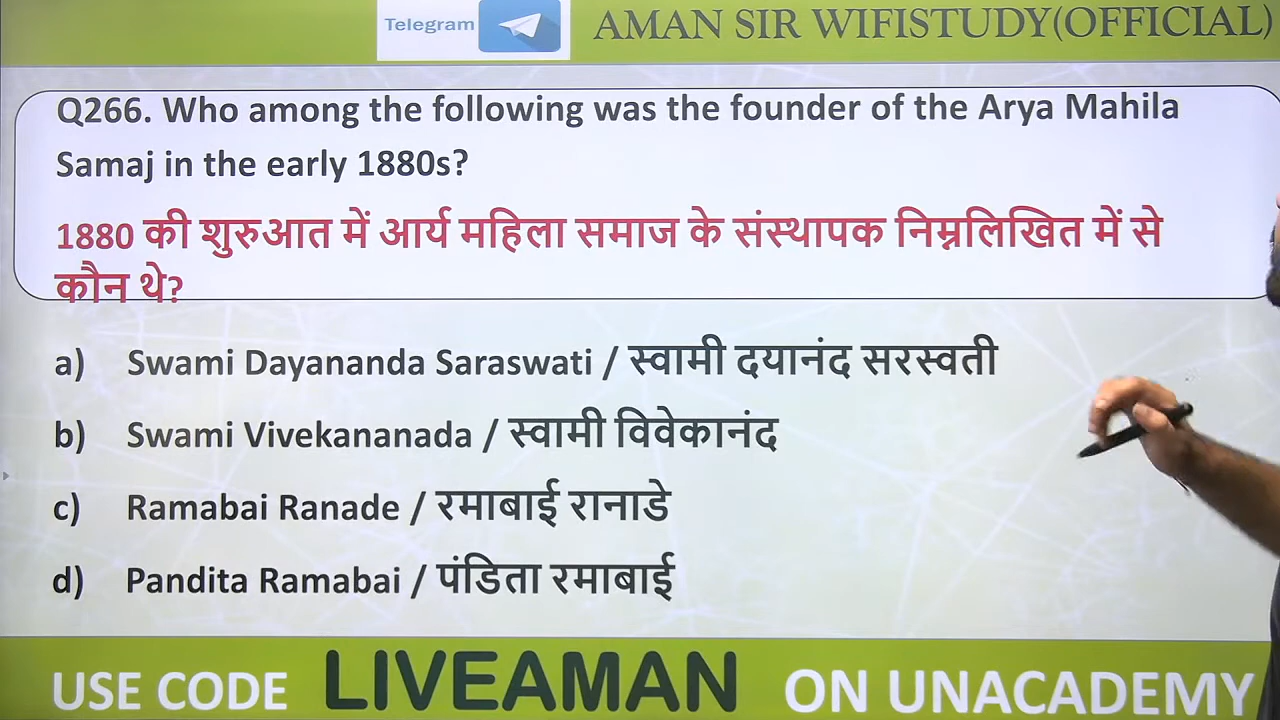 Telegram
AMAN SIR WIFISTUDY(OFFICIAL)
Q266. Who among the following was the founder of the Arya Mahila
Samaj in the early 1880s?
1880 की शुरुआत में आर्य महिला समाज के संस्थापक निम्नलिखित में से
कौन थे?
a) Swami Dayananda Saraswati / स्वामी दयानंद सरस्वती
b) Swami Vivekananada / स्वामी विवेकानंद
c) Ramabai Ranade / रमाबाई रानाडे
d) Pandita Ramabai / पंडिता रमाबाई
USE CODE LIVEAMAN ON UNACADEMY